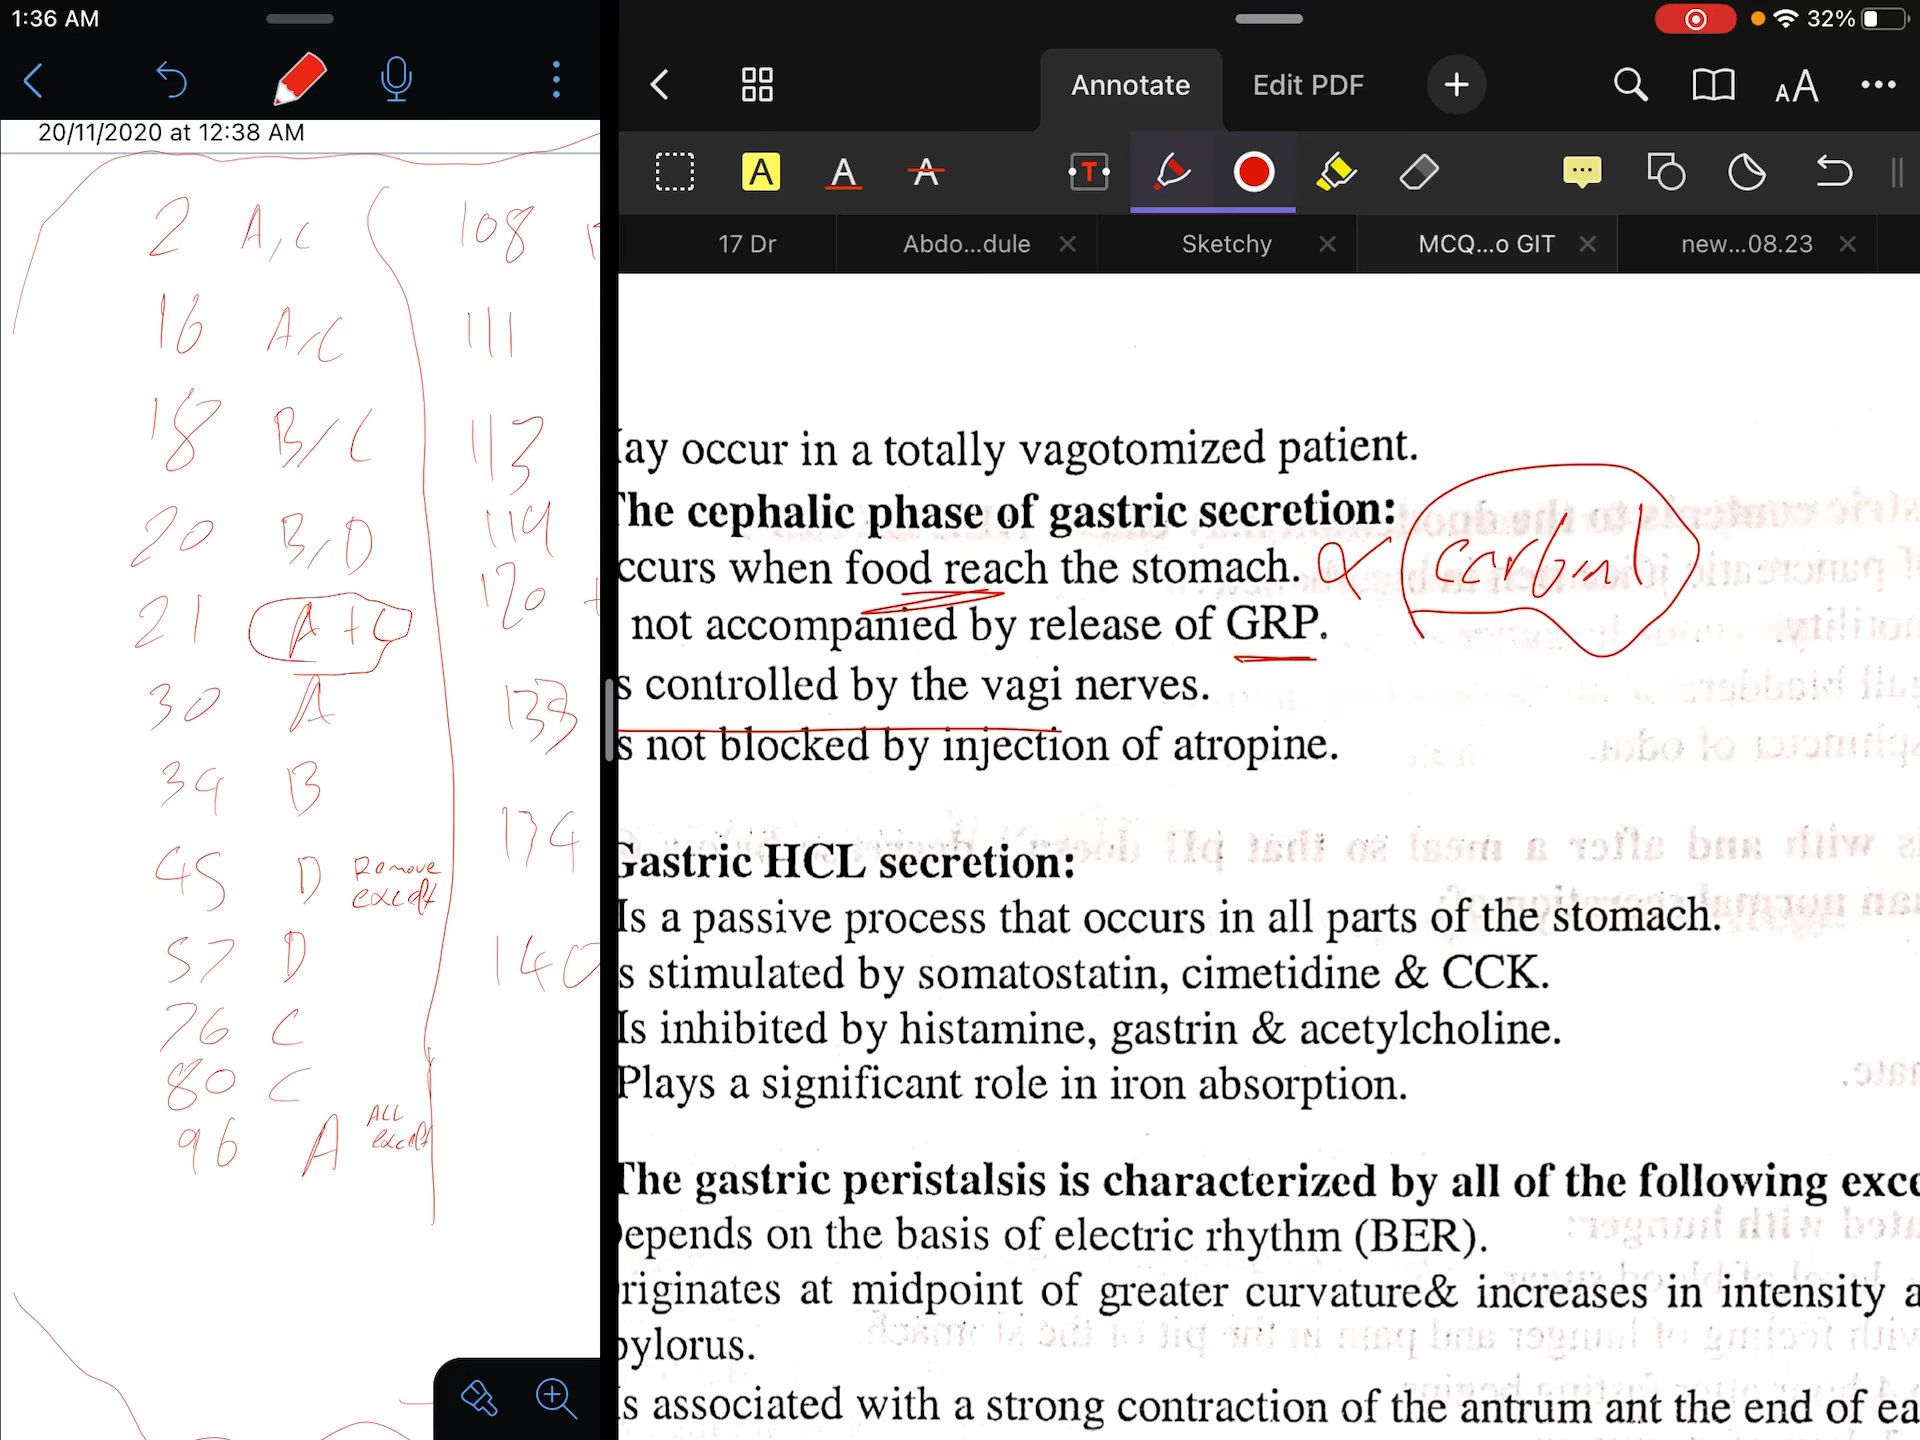 1:36 AM
32%
Annotate
Edit PDF
20/11/2020 at 12:38 AM
17 Dr
Abdo...dule
Sketchy
MCQ...o GIT
new...08.23
2 A,C
16 A,C
18 B/C
20 B/D
21 A+C
30 A
34 B
45 D Remove except
57 D
76 C
80 C
96 A ALL except
108
111
113
114
120
133
134
140
ay occur in a totally vagotomized patient.
The cephalic phase of gastric secretion:
ccurs when food reach the stomach.
not accompanied by release of GRP.
s controlled by the vagi nerves.
s not blocked by injection of atropine.
Gastric HCL secretion:
Is a passive process that occurs in all parts of the stomach.
s stimulated by somatostatin, cimetidine & CCK.
Is inhibited by histamine, gastrin & acetylcholine.
Plays a significant role in iron absorption.
The gastric peristalsis is characterized by all of the following exce
epends on the basis of electric rhythm (BER).
riginates at midpoint of greater curvature& increases in intensity a
pylorus.
s associated with a strong contraction of the antrum ant the end of ea